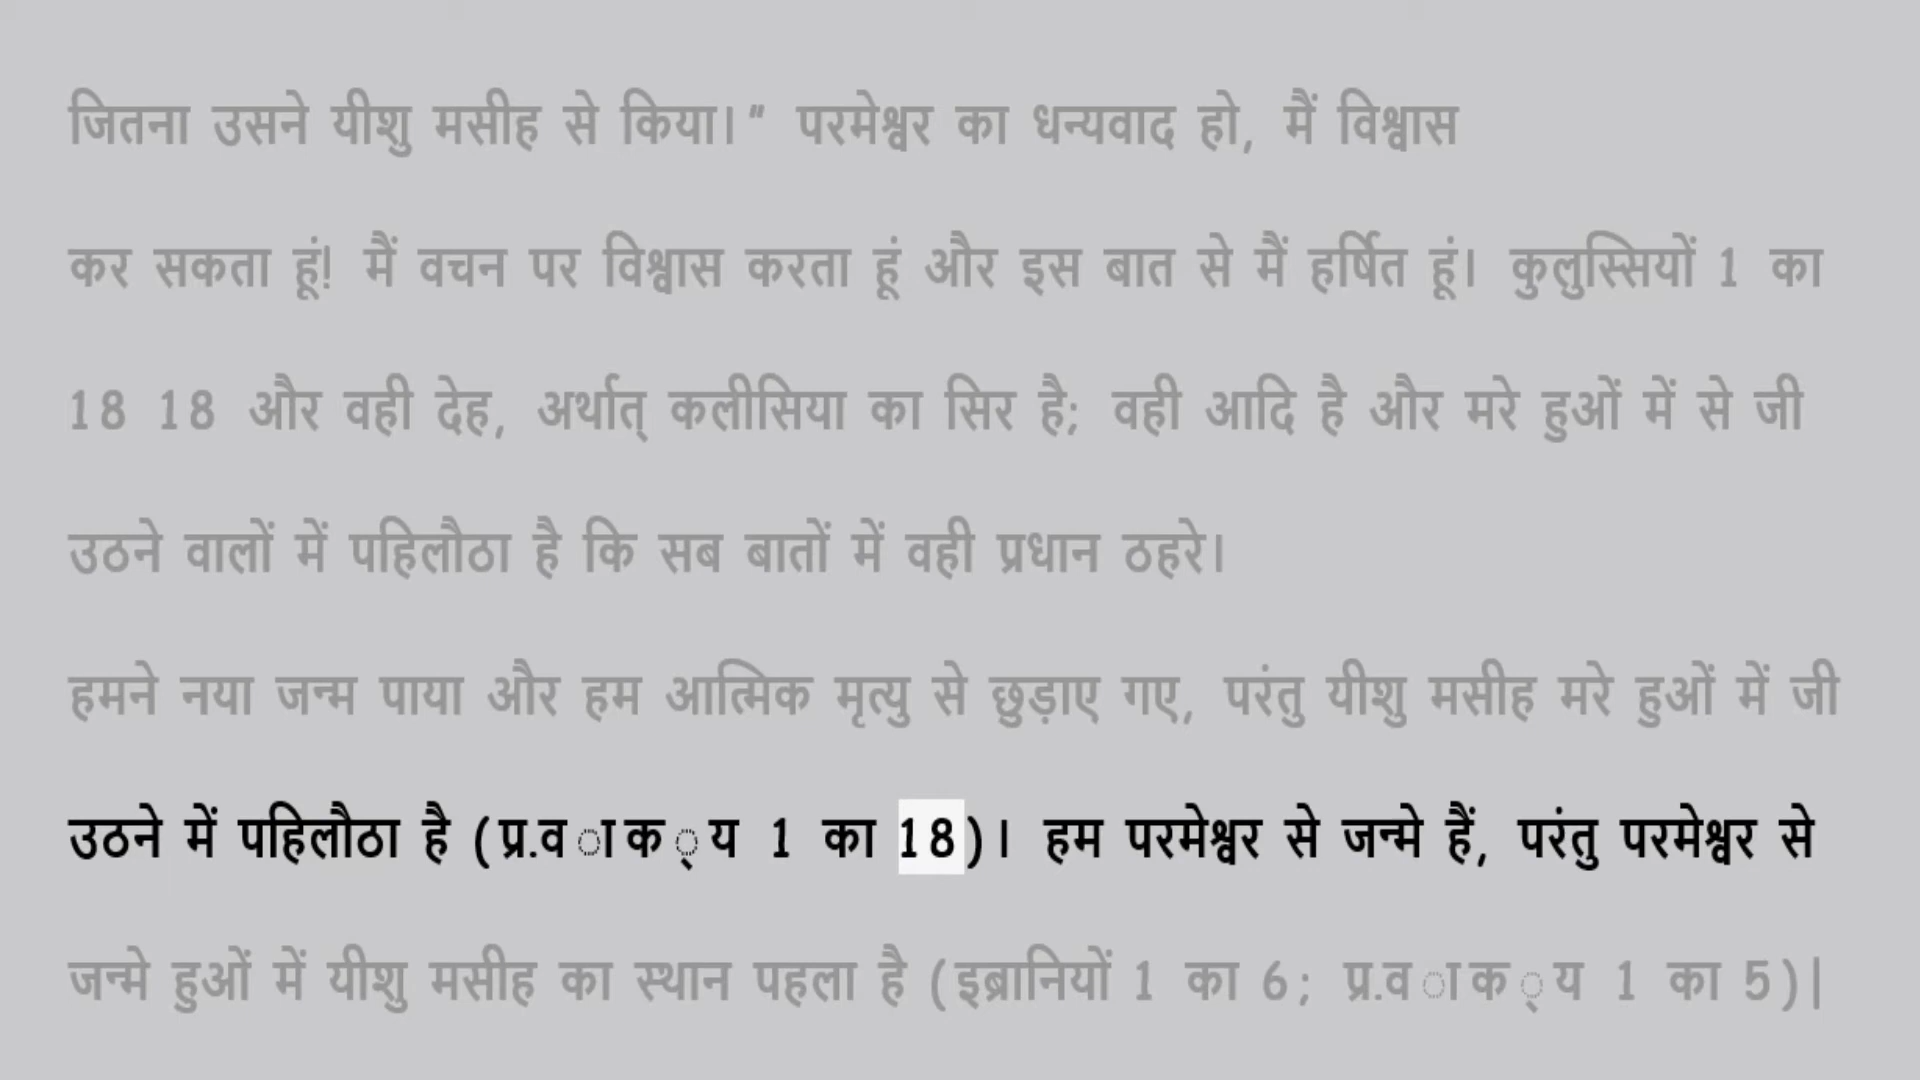 जितना उसने यीशु मसीह से किया।” परमेश्वर का धन्यवाद हो, मैं विश्वास
कर सकता हूं! मैं वचन पर विश्वास करता हूं और इस बात से मैं हर्षित हूं। कुलुस्सियों 1 का
18 18 और वही देह, अर्थात् कलीसिया का सिर है; वही आदि है और मरे हुओं में से जी
उठने वालों में पहिलौठा है कि सब बातों में वही प्रधान ठहरे।
हमने नया जन्म पाया और हम आत्मिक मृत्यु से छुड़ाए गए, परंतु यीशु मसीह मरे हुओं में जी
उठने में पहिलौठा है (प्र.व ाक ्य 1 का 18)। हम परमेश्वर से जन्मे हैं, परंतु परमेश्वर से
जन्मे हुओं में यीशु मसीह का स्थान पहला है (इब्रानियों 1 का 6; प्र.व ाक ्य 1 का 5)|